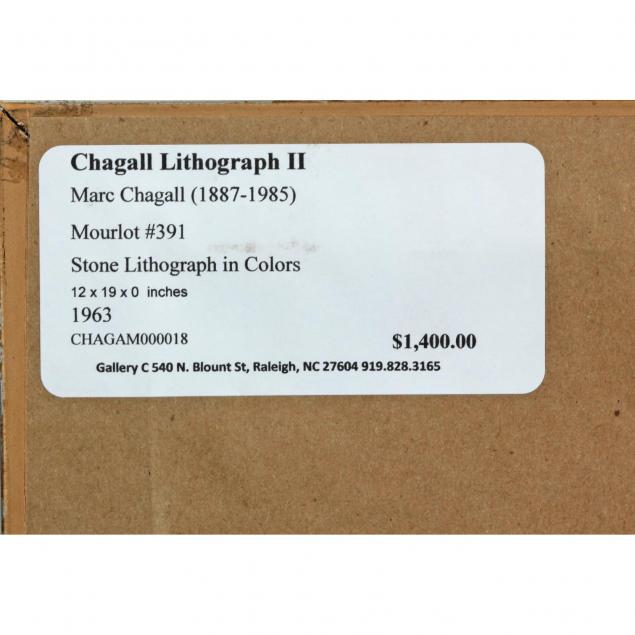 Chagall Lithograph II
Marc Chagall (1887-1985)
Mourlot #391
Stone Lithograph in Colors
12 x 19 x 0 inches
1963
CHAGAM000018 $1,400.00
Gallery C 540 N. Blount St, Raleigh, NC 27604 919.828.3165